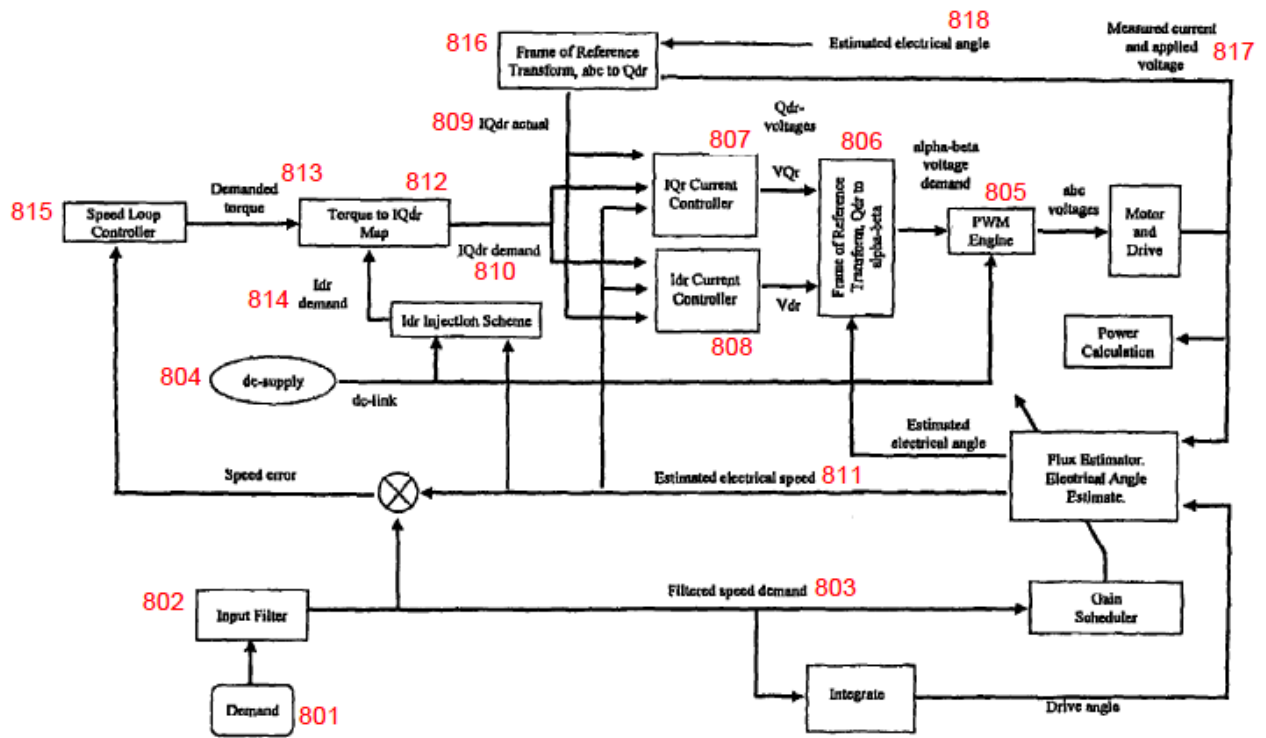 818
816
Frame of Reference
Transform, abc to Qdr
Estimated electrical angle
Measured current
and applied
voltage
817
809
IQdr actual
Qdr-
voltages
807
806
alpha-beta
voltage
demand
805
813
812
815
Speed Loop
Controller
Demanded
torque
Torque to IQdr
Map
IQr Current
Controller
VQr
Frame of Reference
Transform, Qdr to
alpha-beta
PWM
Engine
abc
voltages
Motor
and
Drive
IQdr demand
810
814
Idr
demand
Idr Injection Scheme
Idr Current
Controller
Vdr
808
Power
Calculation
804
dc-supply
dc-link
Estimated
electrical angle
Flux Estimator.
Electrical Angle
Estimate.
Speed error
Estimated electrical speed
811
802
Input Filter
Filtered speed demand
803
Gain
Scheduler
Demand
801
Integrate
Drive angle